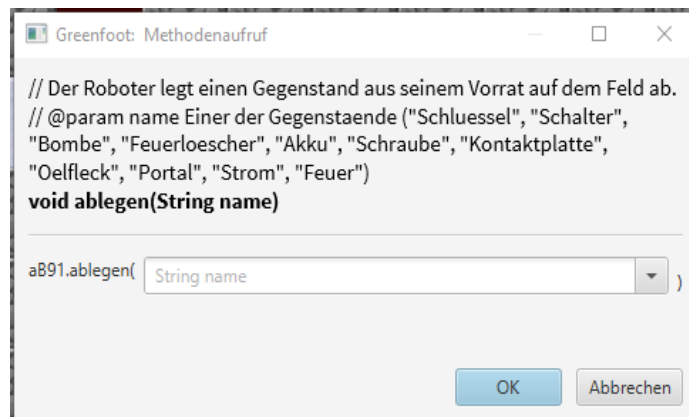 Greenfoot: Methodenaufruf
// Der Roboter legt einen Gegenstand aus seinem Vorrat auf dem Feld ab.
// @param name Einer der Gegenstaende ("Schluessel", "Schalter",
"Bombe", "Feuerloescher", "Akku", "Schraube", "Kontaktplatte",
"Oelfleck", "Portal", "Strom", "Feuer")
void ablegen(String name)
aB91.ablegen( String name )
OK Abbrechen